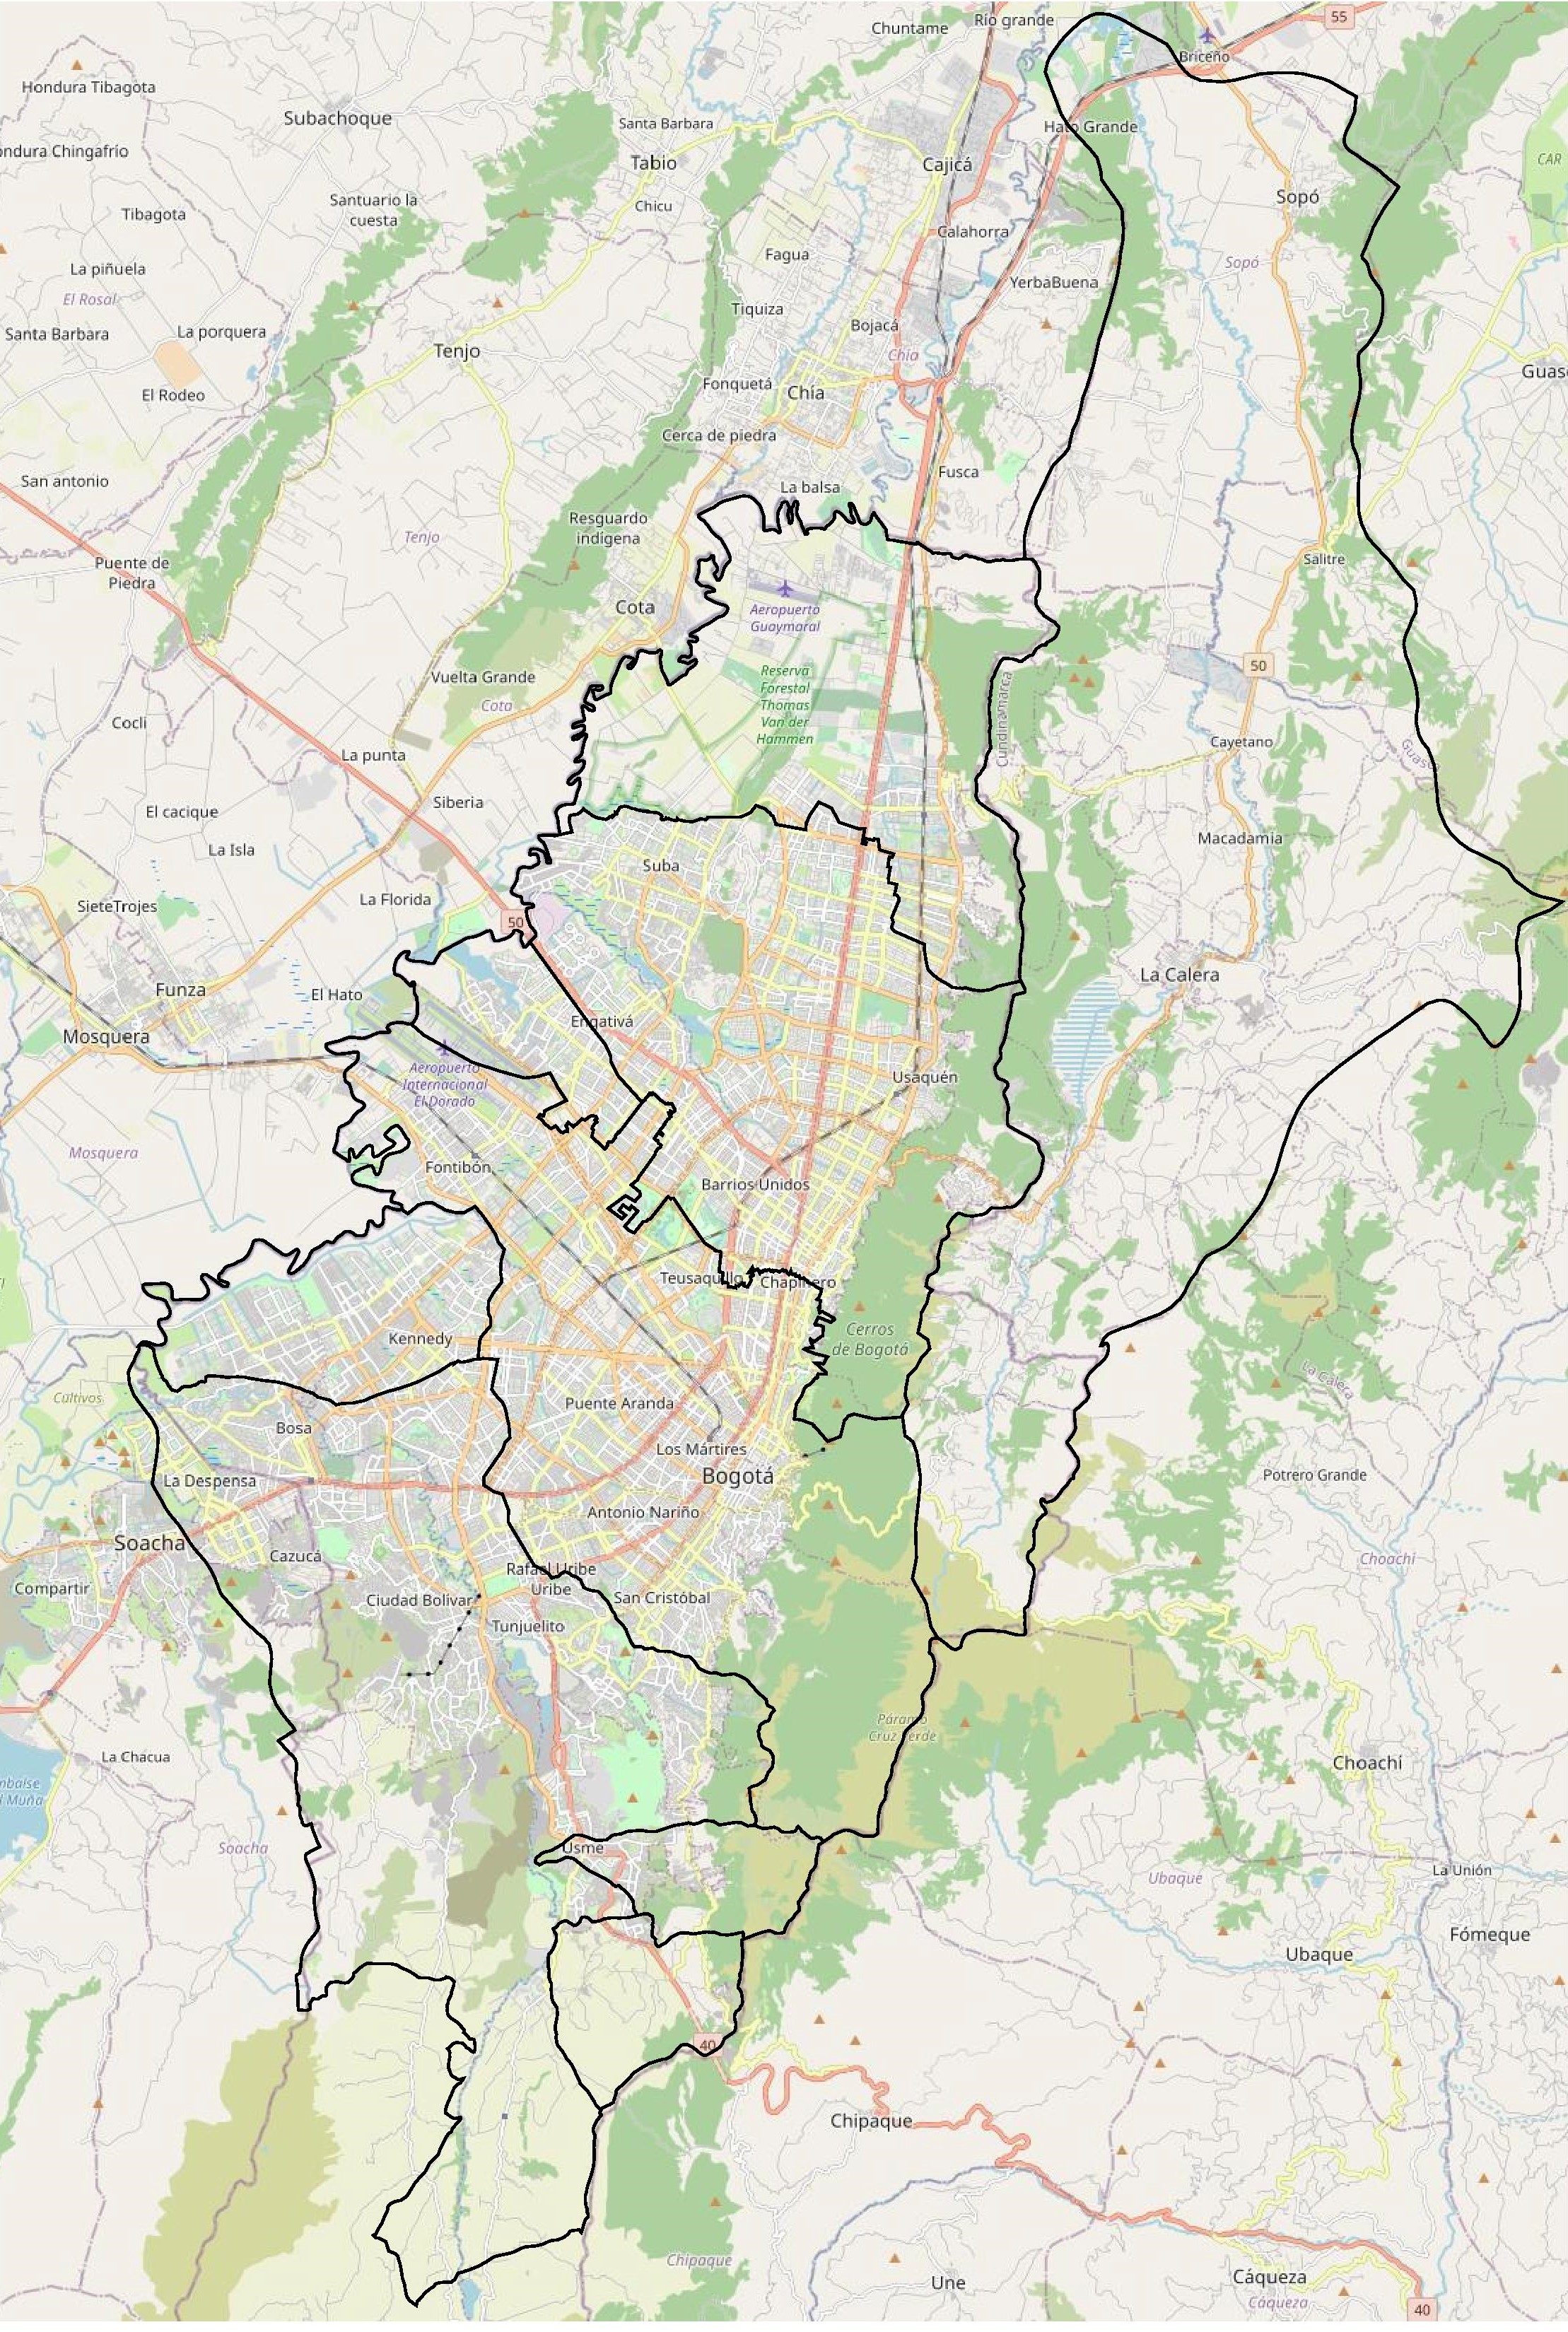 Chuntame
Río grande
55
Briceño
Hondura Tibagota
Subachoque
Santa Barbara
Hato Grande
ondura Chingafrío
Tabio
Cajicá
CAR
Santuario la
cuesta
Chicu
Sopó
Tibagota
Calahorra
Fagua
La piñuela
Sopó
YerbaBuena
El Rosal
Tiquiza
Santa Barbara
La porquera
Bojacá
Tenjo
Chía
Guas
Fonquetá
Chía
El Rodeo
Cerca de piedra
San antonio
Fusca
La balsa
Resguardo
indígena
Tenjo
Puente de
Piedra
Salitre
Cota
Aeropuerto
Guaymaral
50
Vuelta Grande
Reserva
Forestal
Thomas
Van der
Hammen
Cota
Cundinamarca
Cocli
La punta
Cayetano
Guasca
Siberia
El cacique
Macadamia
La Isla
Suba
La Florida
SieteTrojes
50
La Calera
Funza
El Hato
Engativá
Mosquera
Aeropuerto
Internacional
El Dorado
Usaquén
Mosquera
Fontibón
Barrios Unidos
Teusaquillo
Chapinero
Kennedy
Cerros
de Bogotá
La Calera
Cultivos
Puente Aranda
Bosa
Los Mártires
Bogotá
Potrero Grande
La Despensa
Antonio Nariño
Soacha
Cazucá
Choachí
Rafael Uribe
Uribe
Compartir
Ciudad Bolivar
San Cristóbal
Tunjuelito
Páramo
Cruz Verde
La Chacua
Choachí
mbalse
l Muña
Soacha
Usme
Ubaque
La Unión
Fómeque
Ubaque
40
Chipaque
Chipaque
Une
Cáqueza
Cáqueza
40